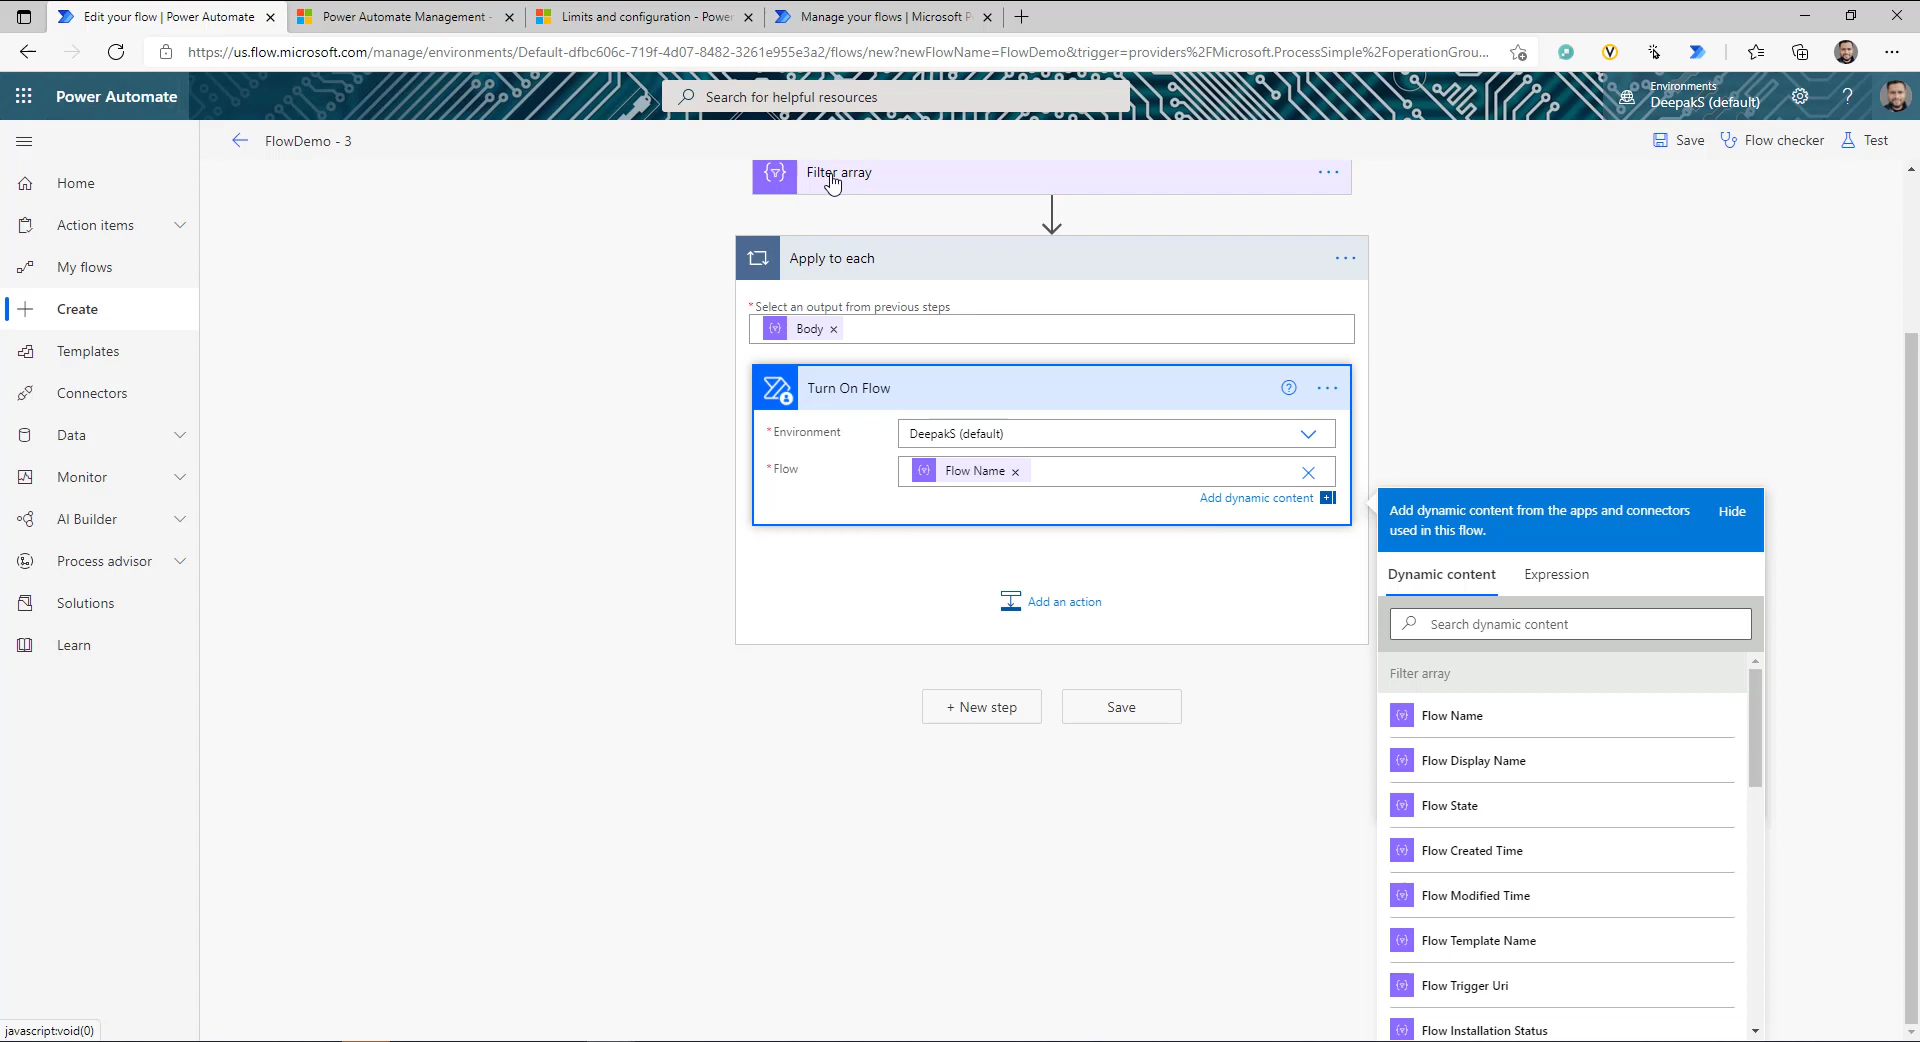 Edit your flow | Power Automate
Power Automate Management -
Limits and configuration - Power
Manage your flows | Microsoft P
https://us.flow.microsoft.com/manage/environments/Default-dfbc606c-719f-4d07-8482-3261e955e3a2/flows/new?newFlowName=FlowDemo&trigger=providers%2FMicrosoft.ProcessSimple%2FoperationGrou...
Power Automate
Search for helpful resources
Environments
DeepakS (default)
FlowDemo - 3
Save
Flow checker
Test
Home
Action items
My flows
Create
Templates
Connectors
Data
Monitor
AI Builder
Process advisor
Solutions
Learn
Filter array
Apply to each
* Select an output from previous steps
Body
Turn On Flow
* Environment
DeepakS (default)
* Flow
Flow Name
Add dynamic content
Add an action
+ New step
Save
Add dynamic content from the apps and connectors
used in this flow.
Hide
Dynamic content
Expression
Search dynamic content
Filter array
Flow Name
Flow Display Name
Flow State
Flow Created Time
Flow Modified Time
Flow Template Name
Flow Trigger Uri
Flow Installation Status
javascript:void(0)